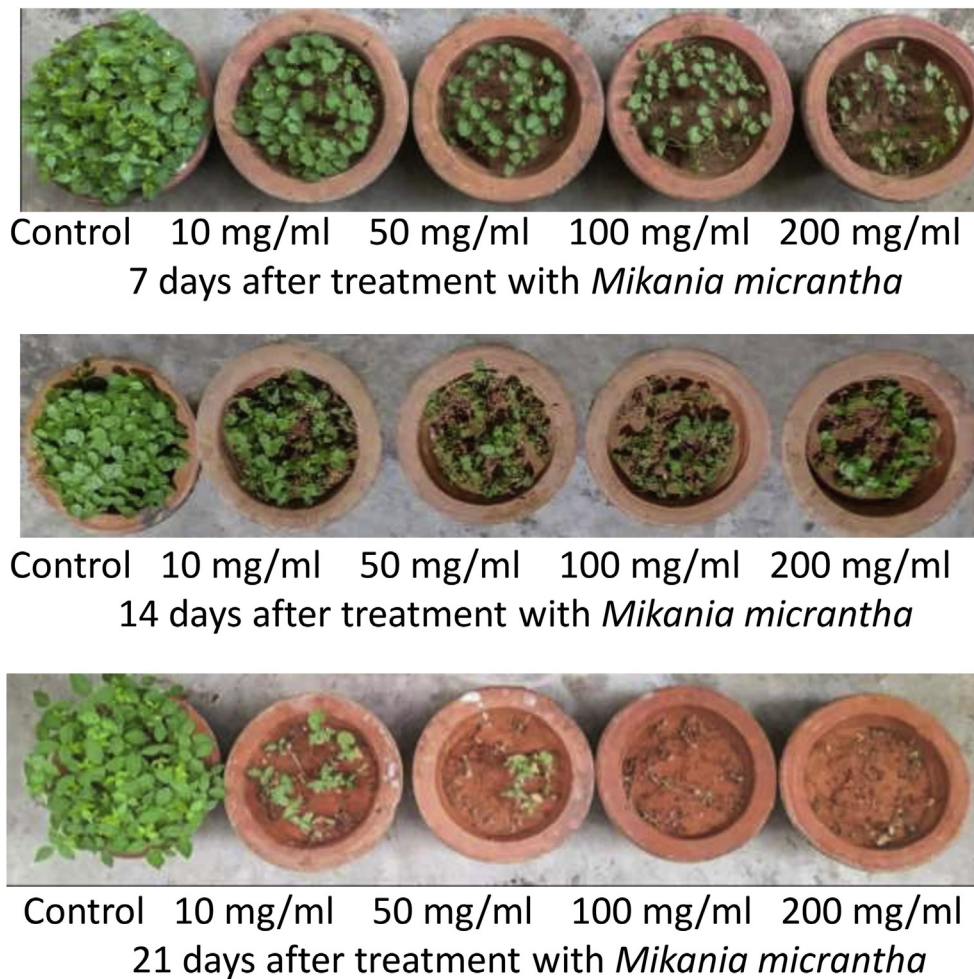 Control 10 mg/ml 50 mg/ml 100 mg/ml 200 mg/ml
7 days after treatment with Mikania micrantha
Control 10 mg/ml 50 mg/ml 100 mg/ml 200 mg/ml
14 days after treatment with Mikania micrantha
Control 10 mg/ml 50 mg/ml 100 mg/ml 200 mg/ml
21 days after treatment with Mikania micrantha